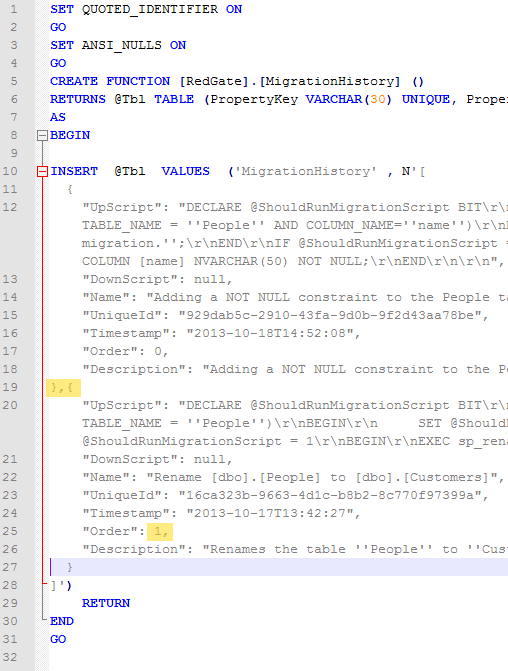 1 SET QUOTED_IDENTIFIER ON
2 GO
3 SET ANSI_NULLS ON
4 GO
5 CREATE FUNCTION [RedGate].[MigrationHistory] ()
6 RETURNS @Tbl TABLE (PropertyKey VARCHAR(30) UNIQUE, Proper
7 AS
8 BEGIN
9
10 INSERT @Tbl VALUES ('MigrationHistory' , N'[
11 {
12 "UpScript": "DECLARE @ShouldRunMigrationScript BIT\r\n
TABLE_NAME = ''People'' AND COLUMN_NAME=''name'')\r\n
migration.'';\r\nEND\r\nIF @ShouldRunMigrationScript =
COLUMN [name] NVARCHAR(50) NOT NULL;\r\nEND\r\n\r\n",
13 "DownScript": null,
14 "Name": "Adding a NOT NULL constraint to the People ta
15 "UniqueId": "929dab5c-2910-43fa-9d0b-9f2d43aa78be",
16 "Timestamp": "2013-10-18T14:52:08",
17 "Order": 0,
18 "Description": "Adding a NOT NULL constraint to the Pe
19 },{
20 "UpScript": "DECLARE @ShouldRunMigrationScript BIT\r\n
TABLE_NAME = ''People'')\r\nBEGIN\r\n SET @Should
@ShouldRunMigrationScript = 1\r\nBEGIN\r\nEXEC sp_rena
21 "DownScript": null,
22 "Name": "Rename [dbo].[People] to [dbo].[Customers]",
23 "UniqueId": "16ca323b-9663-4d1c-b8b2-8c770f97399a",
24 "Timestamp": "2013-10-17T13:42:27",
25 "Order": 1,
26 "Description": "Renames the table ''People'' to ''Cust
27 }
28 ]')
29 RETURN
30 END
31 GO
32